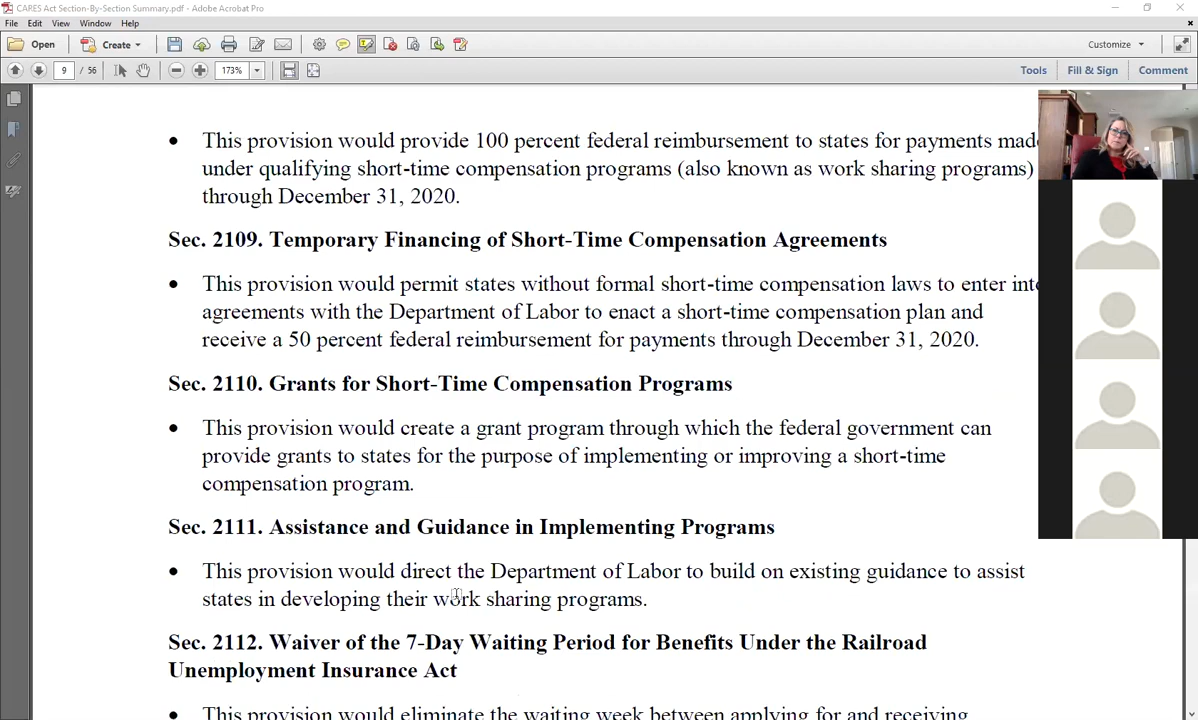 CARES Act Section-By-Section Summary.pdf - Adobe Acrobat Pro
File Edit View Window Help
Open Create Customize
9 / 56 173% Tools Fill & Sign Comment
• This provision would provide 100 percent federal reimbursement to states for payments made
under qualifying short-time compensation programs (also known as work sharing programs)
through December 31, 2020.
Sec. 2109. Temporary Financing of Short-Time Compensation Agreements
• This provision would permit states without formal short-time compensation laws to enter into
agreements with the Department of Labor to enact a short-time compensation plan and
receive a 50 percent federal reimbursement for payments through December 31, 2020.
Sec. 2110. Grants for Short-Time Compensation Programs
• This provision would create a grant program through which the federal government can
provide grants to states for the purpose of implementing or improving a short-time
compensation program.
Sec. 2111. Assistance and Guidance in Implementing Programs
• This provision would direct the Department of Labor to build on existing guidance to assist
states in developing their work sharing programs.
Sec. 2112. Waiver of the 7-Day Waiting Period for Benefits Under the Railroad
Unemployment Insurance Act
• This provision would eliminate the waiting week between applying for and receiving